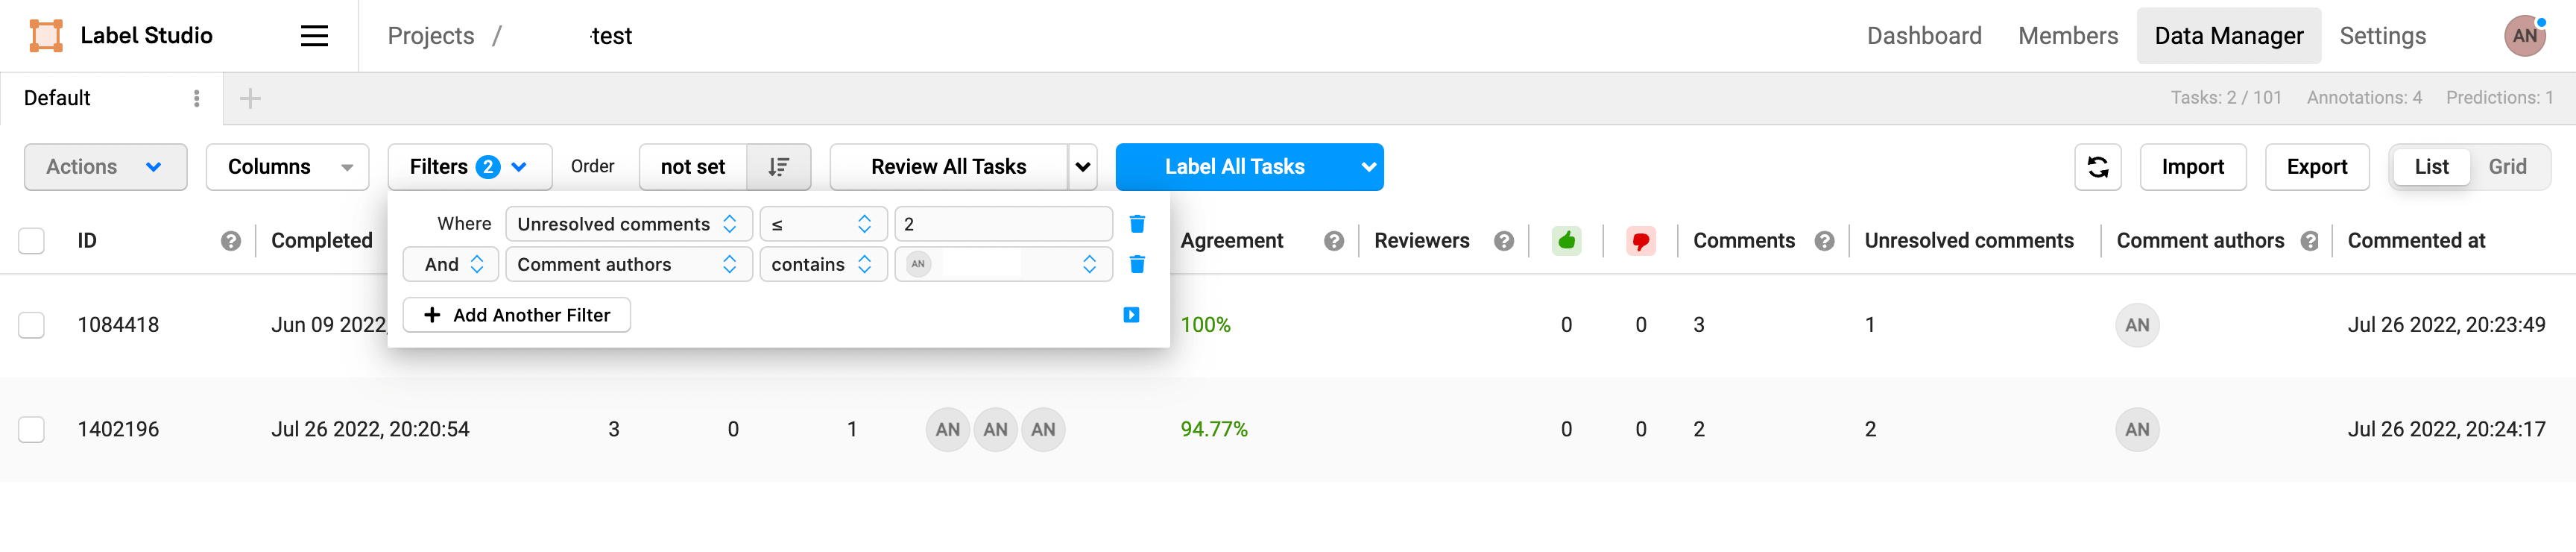 Label Studio Projects / test Dashboard Members Data Manager Settings AN
Default Tasks: 2 / 101 Annotations: 4 Predictions: 1
Actions Columns Filters 2 Order not set Review All Tasks Label All Tasks Import Export List Grid
Where Unresolved comments ≤ 2
And Comment authors contains AN
+ Add Another Filter
ID Completed Agreement Reviewers Comments Unresolved comments Comment authors Commented at
1084418 Jun 09 2022, 100% 0 0 3 1 AN Jul 26 2022, 20:23:49
1402196 Jul 26 2022, 20:20:54 3 0 1 AN AN AN 94.77% 0 0 2 2 AN Jul 26 2022, 20:24:17